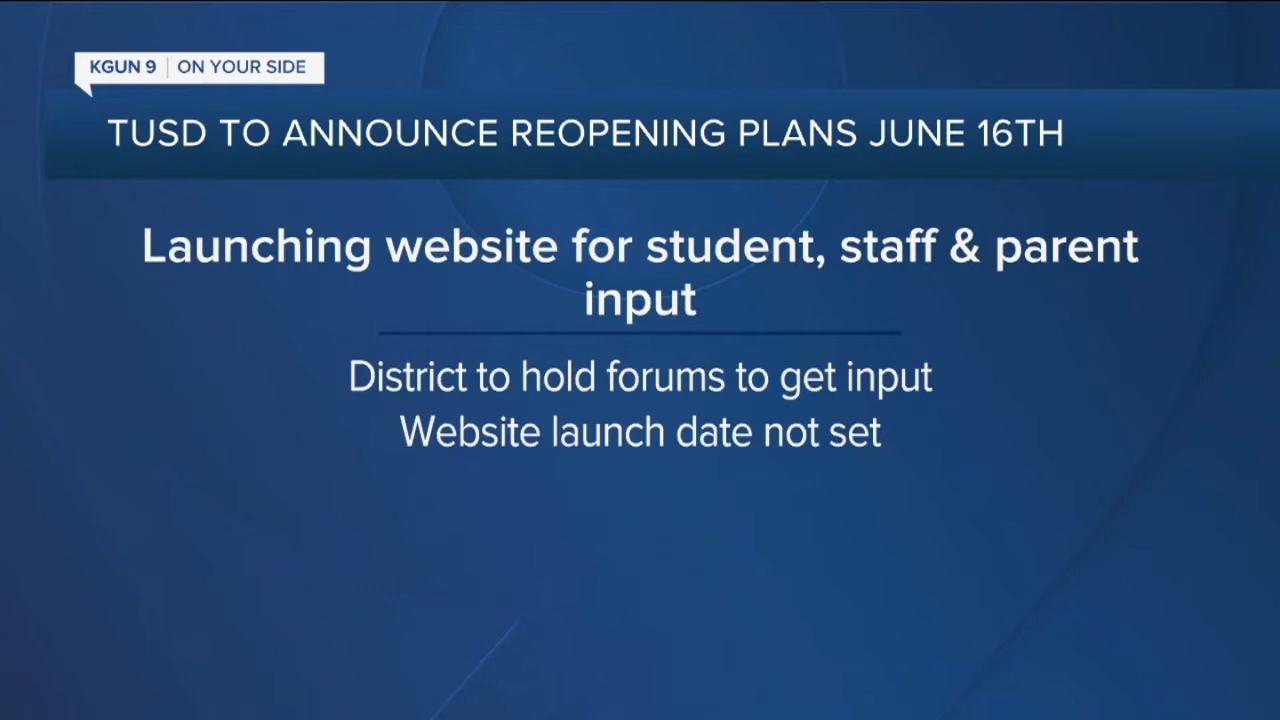 KGUN 9 | ON YOUR SIDE
TUSD TO ANNOUNCE REOPENING PLANS JUNE 16TH
Launching website for student, staff & parent
input
District to hold forums to get input
Website launch date not set